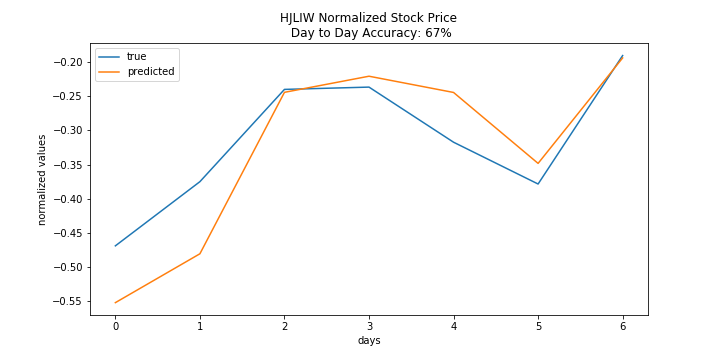 HJLIW Normalized Stock Price
Day to Day Accuracy: 67%
true
predicted
normalized values
−0.20
−0.25
−0.30
−0.35
−0.40
−0.45
−0.50
−0.55
0 1 2 3 4 5 6
days